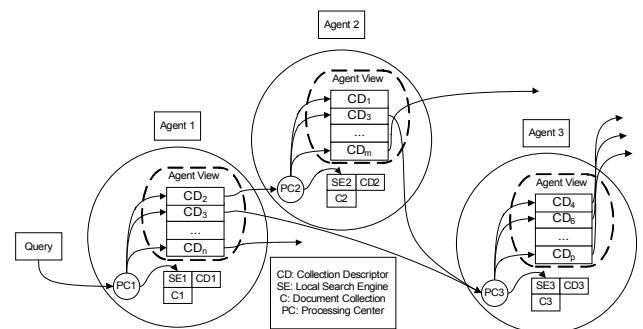 Agent 2
Agent View
CD1
CD3
...
CDm
PC2
SE2 CD2
C2
Agent 1
Agent View
CD2
CD3
...
CDn
Query
PC1
SE1 CD1
C1
Agent 3
Agent View
CD4
CD6
...
CDp
PC3
SE3 CD3
C3
CD: Collection Descriptor
SE: Local Search Engine
C: Document Collection
PC: Processing Center